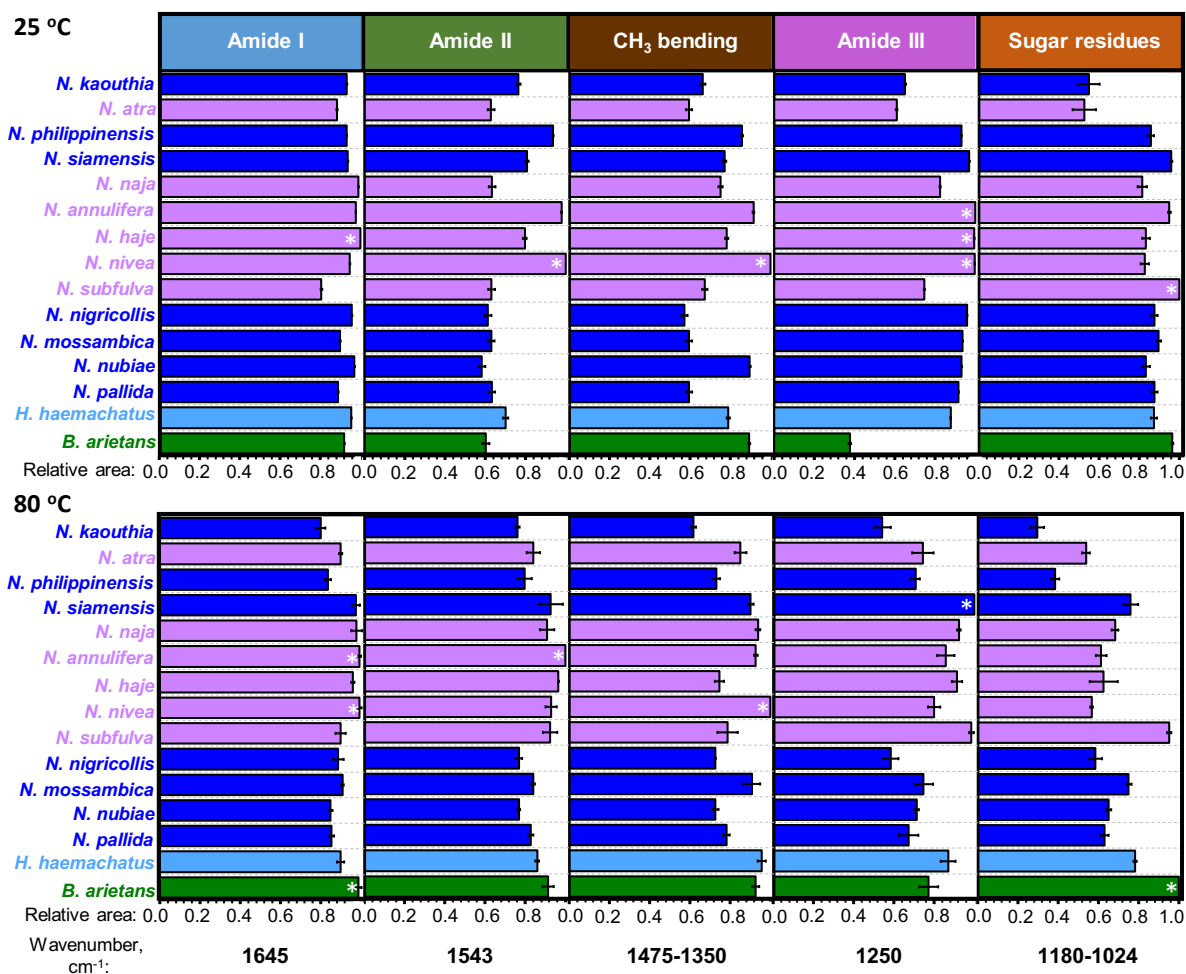 25 °C
Amide I Amide II CH3 bending Amide III Sugar residues
N. kaouthia
N. atra
N. philippinensis
N. siamensis
N. naja
N. annulifera *
N. haje * *
N. nivea * * *
N. subfulva *
N. nigricollis
N. mossambica
N. nubiae
N. pallida
H. haemachatus
B. arietans
Relative area: 0.0 0.2 0.4 0.6 0.8 0.0 0.2 0.4 0.6 0.8 0.0 0.2 0.4 0.6 0.8 0.0 0.2 0.4 0.6 0.8 0.0 0.2 0.4 0.6 0.8 1.0
80 °C
N. kaouthia
N. atra
N. philippinensis
N. siamensis *
N. naja
N. annulifera * *
N. haje
N. nivea * *
N. subfulva
N. nigricollis
N. mossambica
N. nubiae
N. pallida
H. haemachatus
B. arietans * *
Relative area: 0.0 0.2 0.4 0.6 0.8 0.0 0.2 0.4 0.6 0.8 0.0 0.2 0.4 0.6 0.8 0.0 0.2 0.4 0.6 0.8 0.0 0.2 0.4 0.6 0.8 1.0
Wavenumber,
cm-1: 1645 1543 1475-1350 1250 1180-1024